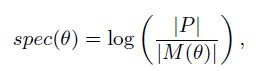 spec(θ) = log ( |P| / |M(θ)| ) ,